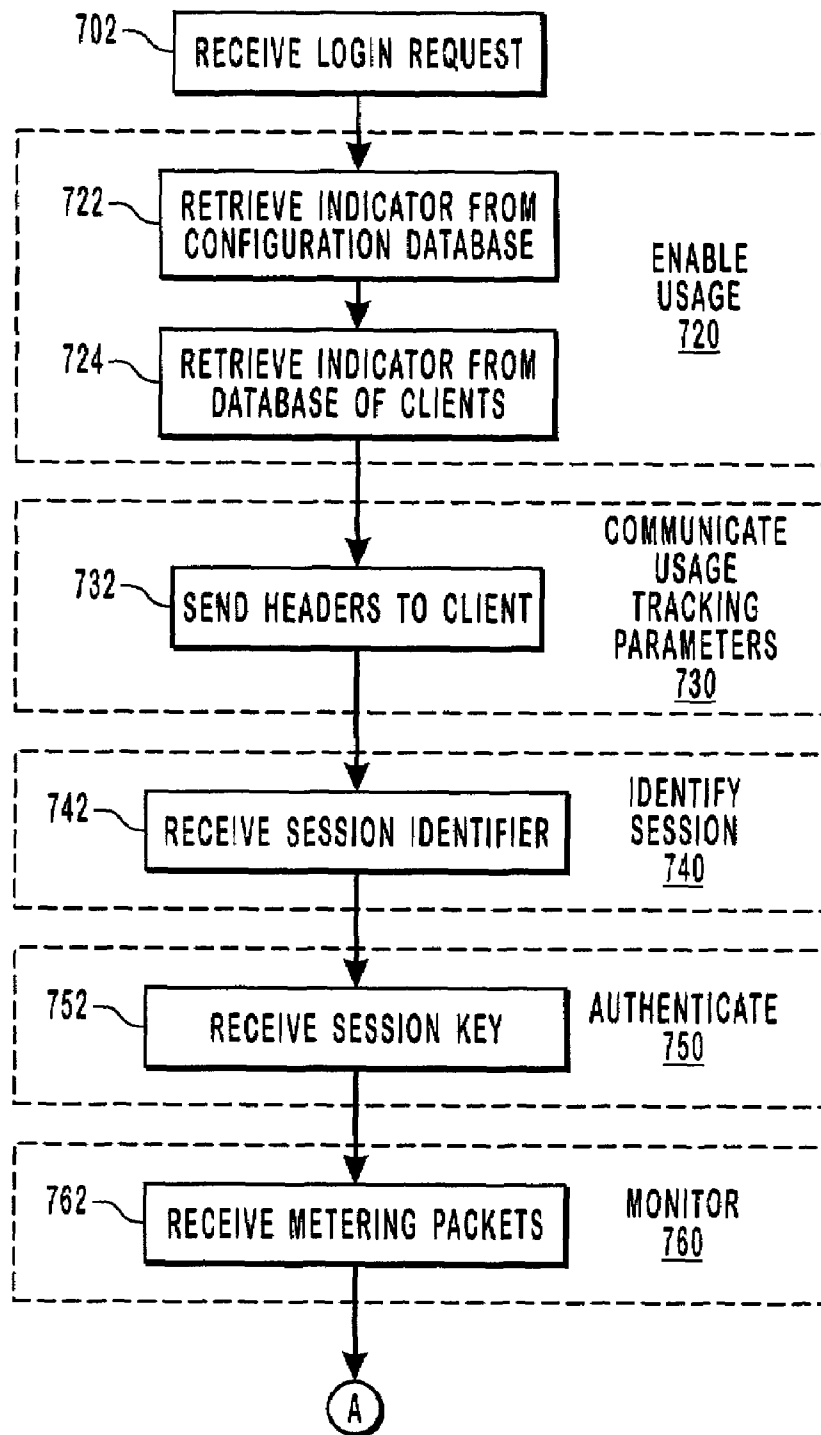 702
RECEIVE LOGIN REQUEST
722
RETRIEVE INDICATOR FROM
CONFIGURATION DATABASE
ENABLE
USAGE
720
724
RETRIEVE INDICATOR FROM
DATABASE OF CLIENTS
COMMUNICATE
USAGE
TRACKING
PARAMETERS
730
732
SEND HEADERS TO CLIENT
742
RECEIVE SESSION IDENTIFIER
IDENTIFY
SESSION
740
752
RECEIVE SESSION KEY
AUTHENTICATE
750
762
RECEIVE METERING PACKETS
MONITOR
760
A